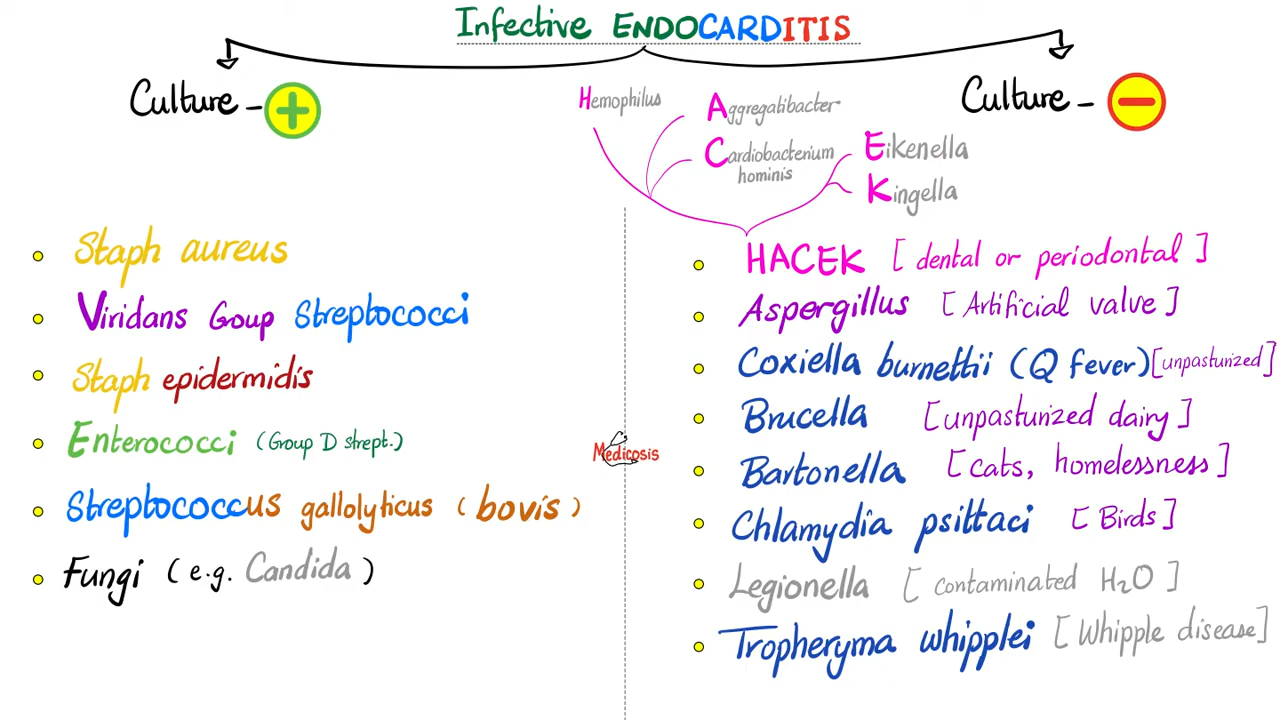 Infective ENDOCARDITIS
Culture - +
Culture - -
Hemophilus
Aggregatibacter
Cardiobacterium
hominis
Eikenella
Kingella
Staph aureus
Viridans Goup Streptococci
Staph epidermidis
Enterococci (Group D strept.)
Streptococcus gallolyticus (bovis)
Fungi (e.g. Candida)
Medicosis
HACEK [dental or periodontal]
Aspergillus [Artificial valve]
Coxiella burnettii (Q fever) [unpasturized]
Brucella [unpasturized dairy]
Bartonella [cats, homelessness]
Chlamydia psittaci [Birds]
Legionella [contaminated H₂O]
Tropheryma whipplei [Whipple disease]